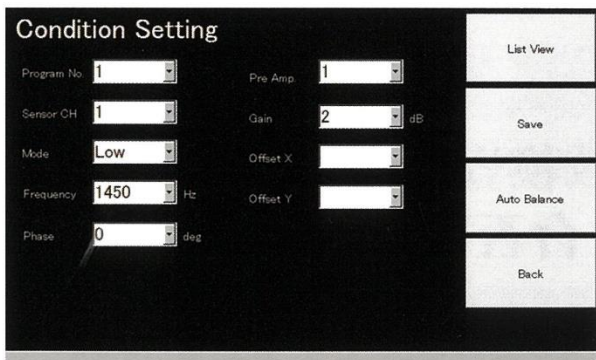 Condition Setting
Program No. 1
Sensor CH 1
Mode Low
Frequency 1450 Hz
Phase 0 deg
Pre Amp. 1
Gain 2 dB
Offset X
Offset Y
List View
Save
Auto Balance
Back